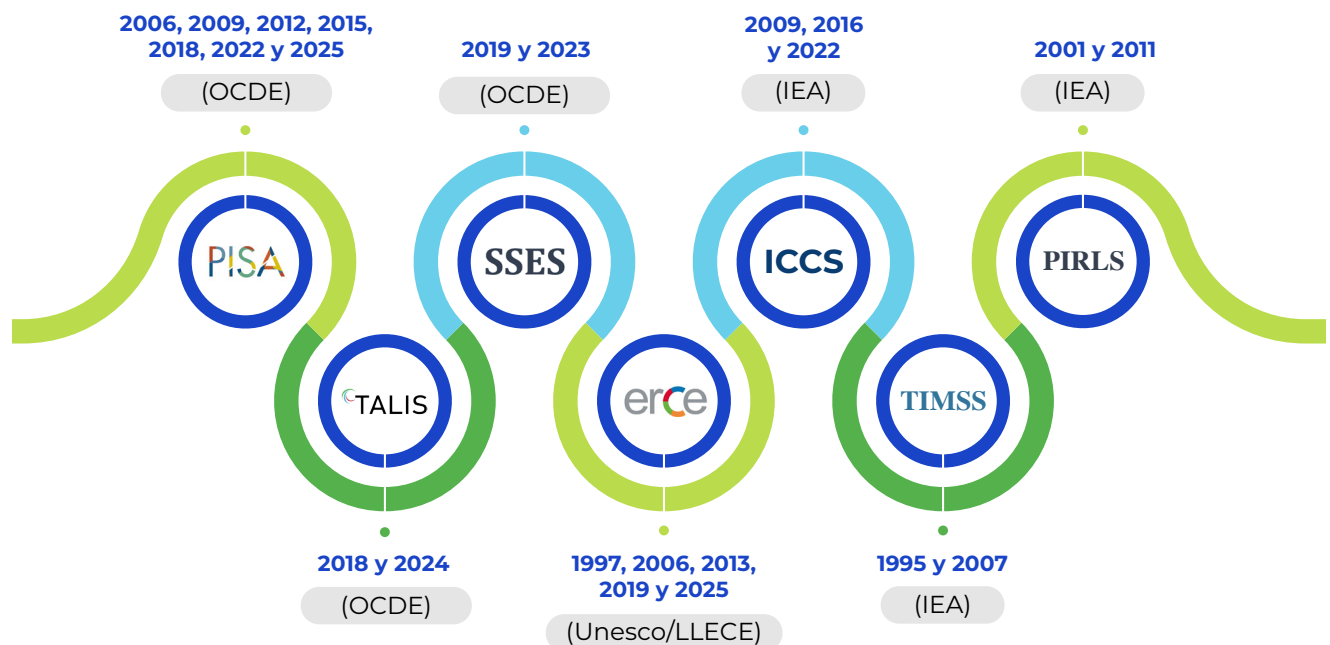 2006, 2009, 2012, 2015,
2018, 2022 y 2025
(OCDE)
PISA
2018 y 2024
(OCDE)
TALIS
2019 y 2023
(OCDE)
SSES
1997, 2006, 2013,
2019 y 2025
(Unesco/LLECE)
erce
2009, 2016
y 2022
(IEA)
ICCS
1995 y 2007
(IEA)
TIMSS
2001 y 2011
(IEA)
PIRLS